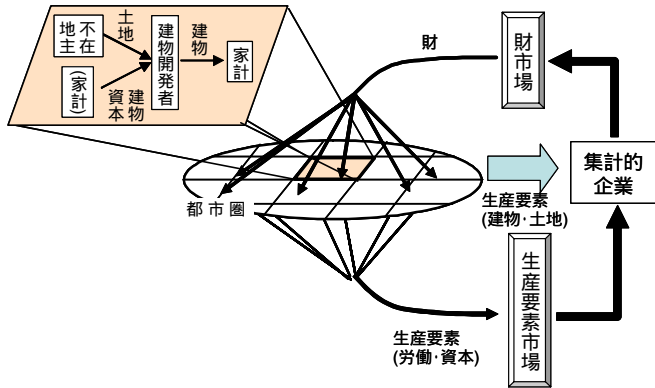 不在
地主
土地
(家計)
建物
資本
建物開発者
建物
家計
財
財市場
都市圏
生産要素
(建物･土地)
集計的
企業
生産要素
(労働･資本)
生産要素市場